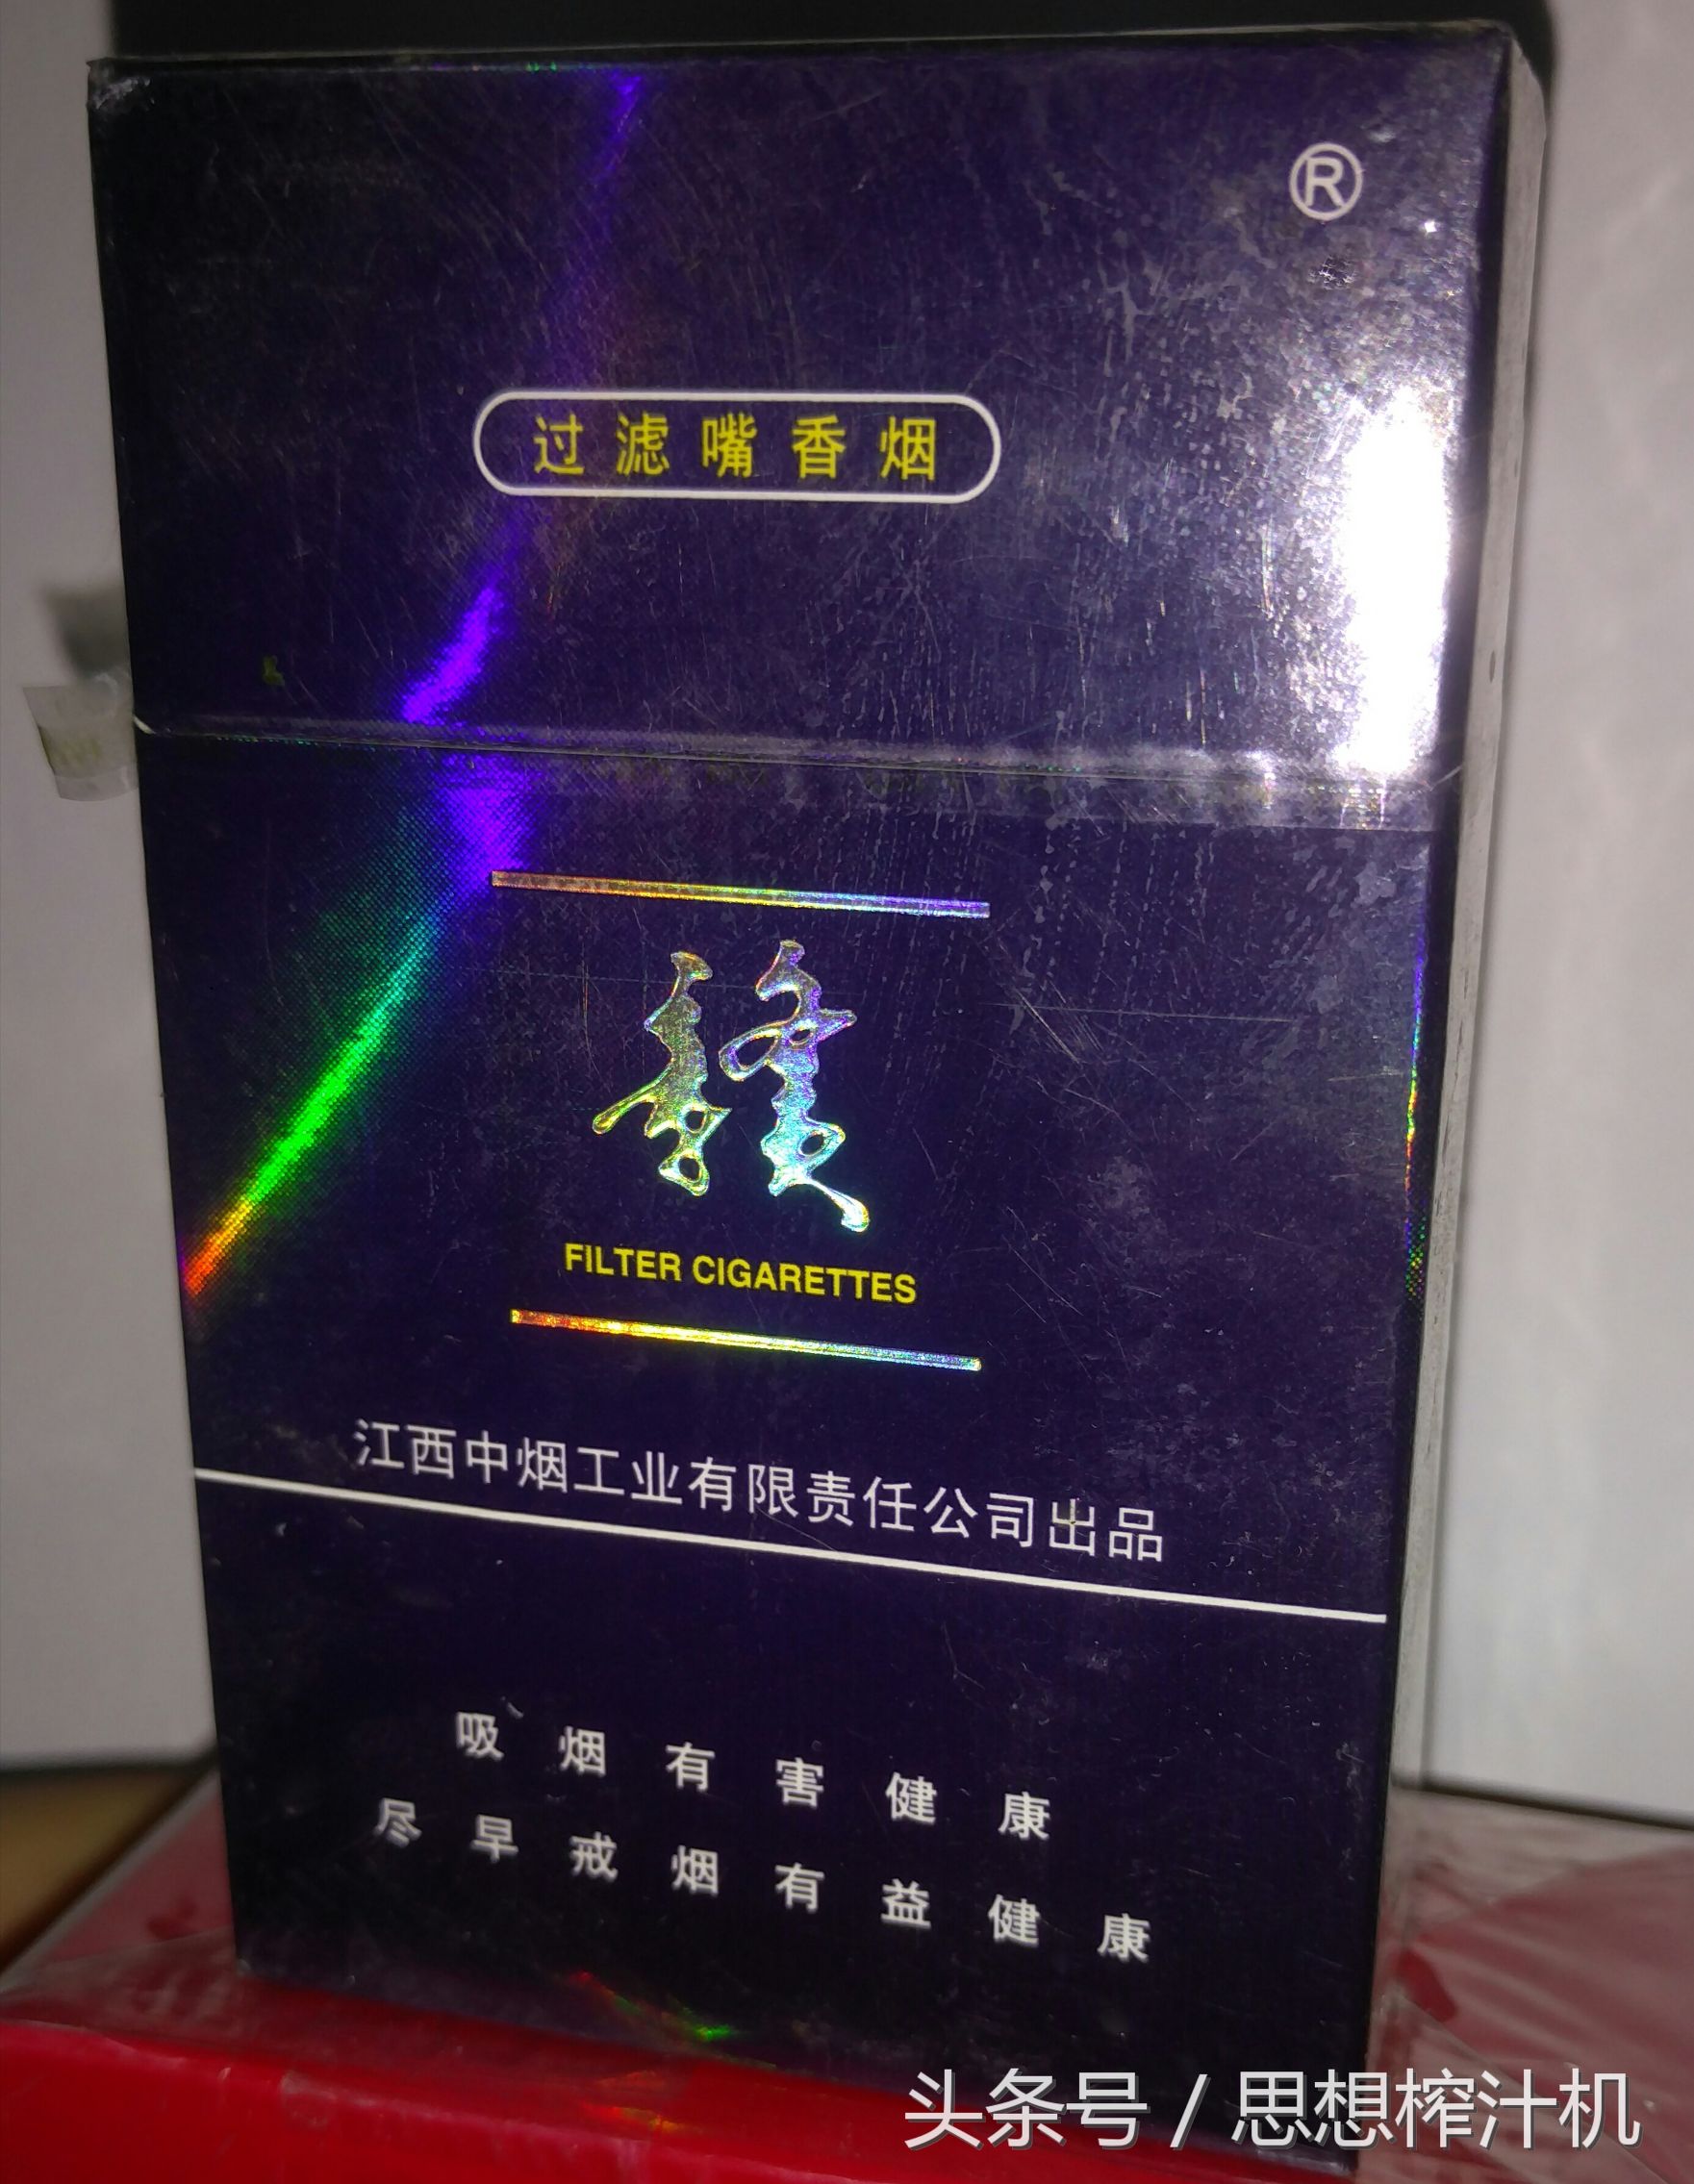 ®
过滤嘴香烟
赣
FILTER CIGARETTES
江西中烟工业有限责任公司出品
吸烟有害健康
尽早戒烟有益健康
头条号 / 思想榨汁机